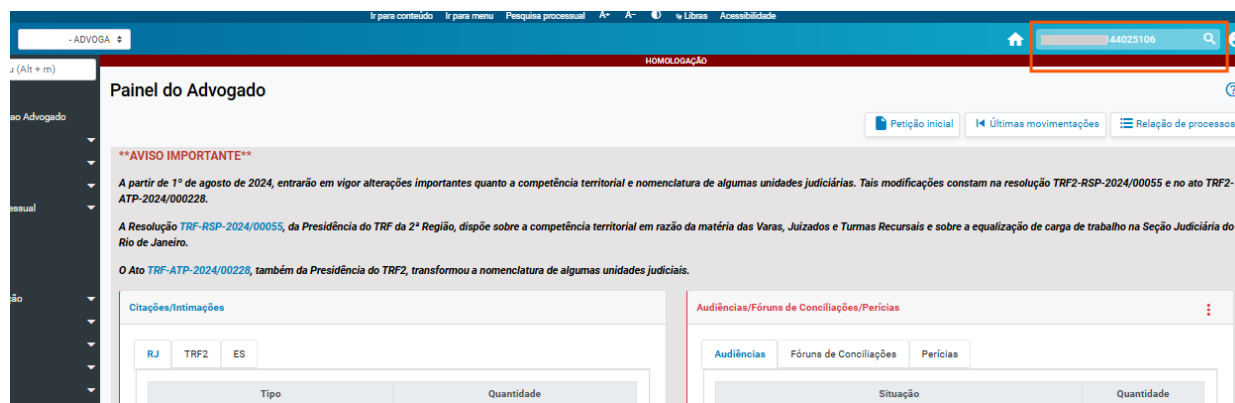 Ir para conteúdo Ir para menu Pesquisa processual A+ A- Libras Acessibilidade
- ADVOGA
44025106
HOMOLOGAÇÃO
u (Alt + m)
Painel do Advogado
ao Advogado
Petição inicial Últimas movimentações Relação de processos
**AVISO IMPORTANTE**
A partir de 1º de agosto de 2024, entrarão em vigor alterações importantes quanto a competência territorial e nomenclatura de algumas unidades judiciárias. Tais modificações constam na resolução TRF2-RSP-2024/00055 e no ato TRF2-
ATP-2024/000228.
essual
A Resolução TRF-RSP-2024/00055, da Presidência do TRF da 2ª Região, dispõe sobre a competência territorial em razão da matéria das Varas, Juizados e Turmas Recursais e sobre a equalização de carga de trabalho na Seção Judiciária do
Rio de Janeiro.
O Ato TRF-ATP-2024/00228, também da Presidência do TRF2, transformou a nomenclatura de algumas unidades judiciais.
ção
Citações/Intimações
RJ TRF2 ES
Tipo Quantidade
Audiências/Fóruns de Conciliações/Perícias
Audiências Fóruns de Conciliações Perícias
Situação Quantidade